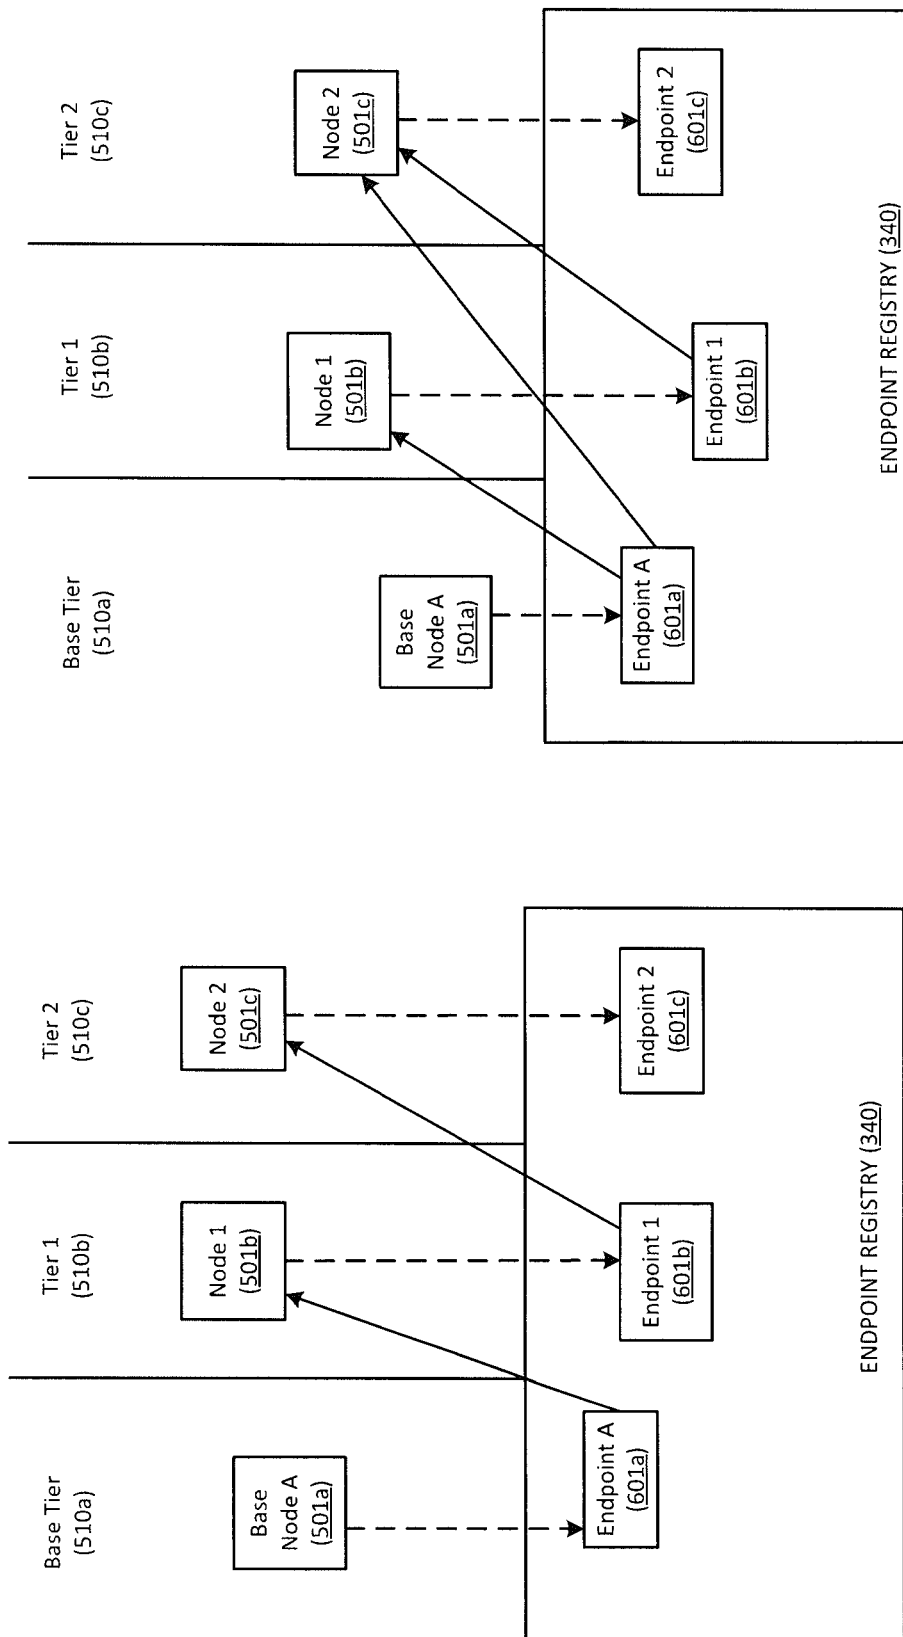 Base Tier
(510a)
Tier 1
(510b)
Tier 2
(510c)
Base
Node A
(501a)
Node 1
(501b)
Node 2
(501c)
Endpoint A
(601a)
Endpoint 1
(601b)
Endpoint 2
(601c)
ENDPOINT REGISTRY (340)
Base Tier
(510a)
Tier 1
(510b)
Tier 2
(510c)
Base
Node A
(501a)
Node 1
(501b)
Node 2
(501c)
Endpoint A
(601a)
Endpoint 1
(601b)
Endpoint 2
(601c)
ENDPOINT REGISTRY (340)